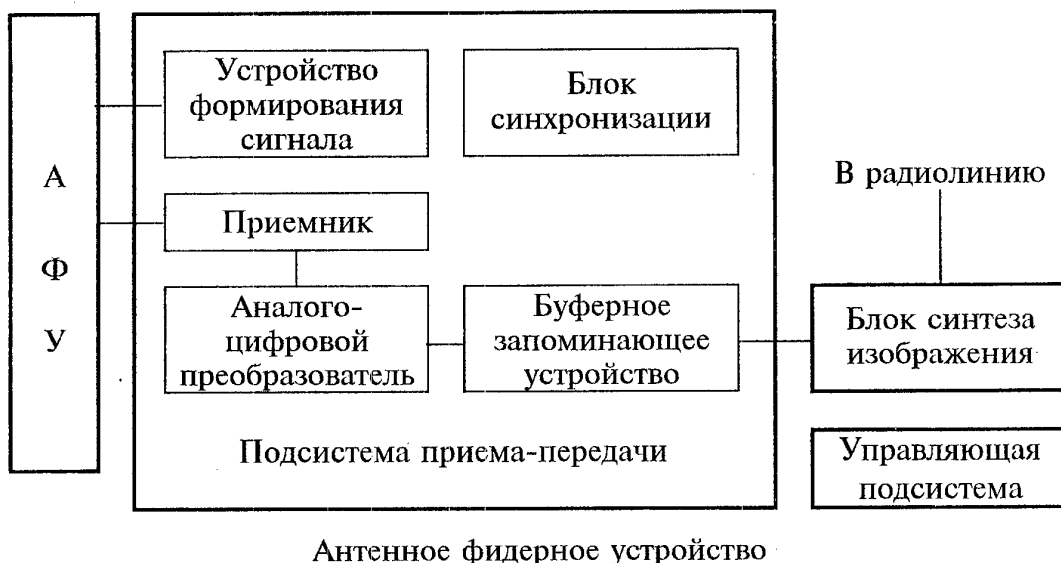 А
Ф
У
Устройство
формирования
сигнала
Блок
синхронизации
Приемник
Аналого-
цифровой
преобразователь
Буферное
запоминающее
устройство
Подсистема приема-передачи
В радиолинию
Блок синтеза
изображения
Управляющая
подсистема
Антенное фидерное устройство